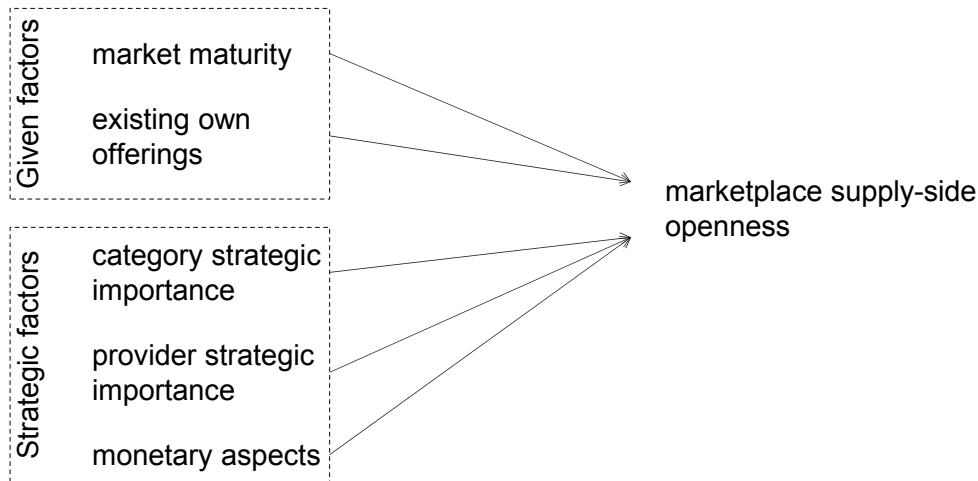 Given factors
market maturity
existing own
offerings
Strategic factors
category strategic
importance
provider strategic
importance
monetary aspects
marketplace supply-side
openness